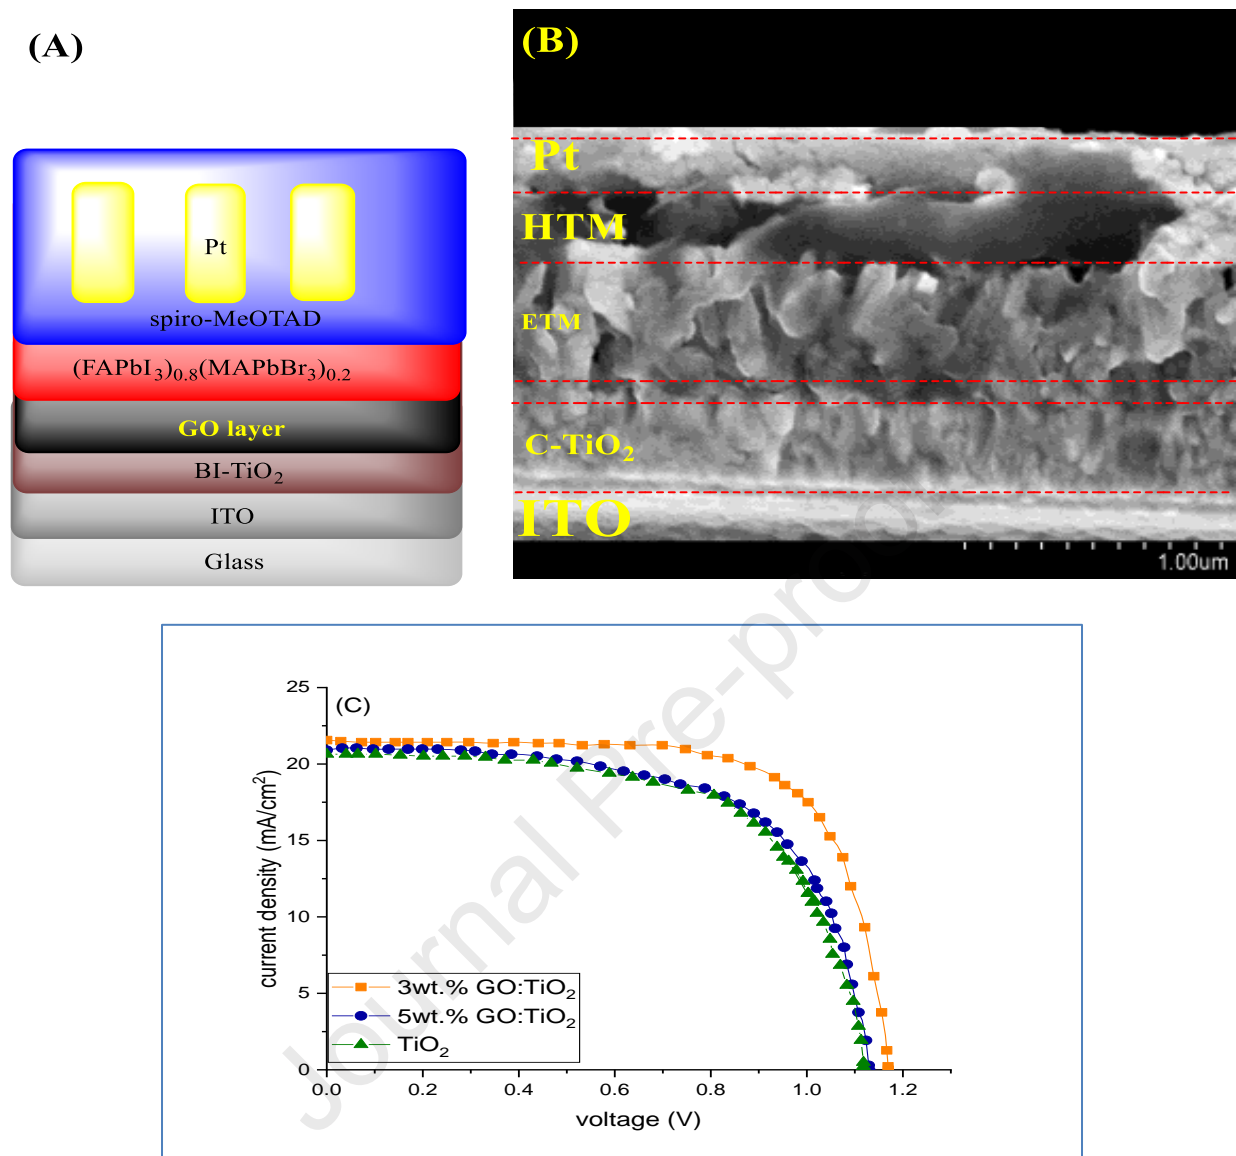 (A)
Pt
spiro-MeOTAD
(FAPbI3)0.8(MAPbBr3)0.2
GO layer
BI-TiO2
ITO
Glass
(B)
Pt
HTM
ETM
C-TiO2
ITO
1.00um
Journal Pre-proof
(C)
25
20
15
10
5
0
current density (mA/cm2)
3wt.% GO:TiO2
5wt.% GO:TiO2
TiO2
0.0 0.2 0.4 0.6 0.8 1.0 1.2
voltage (V)